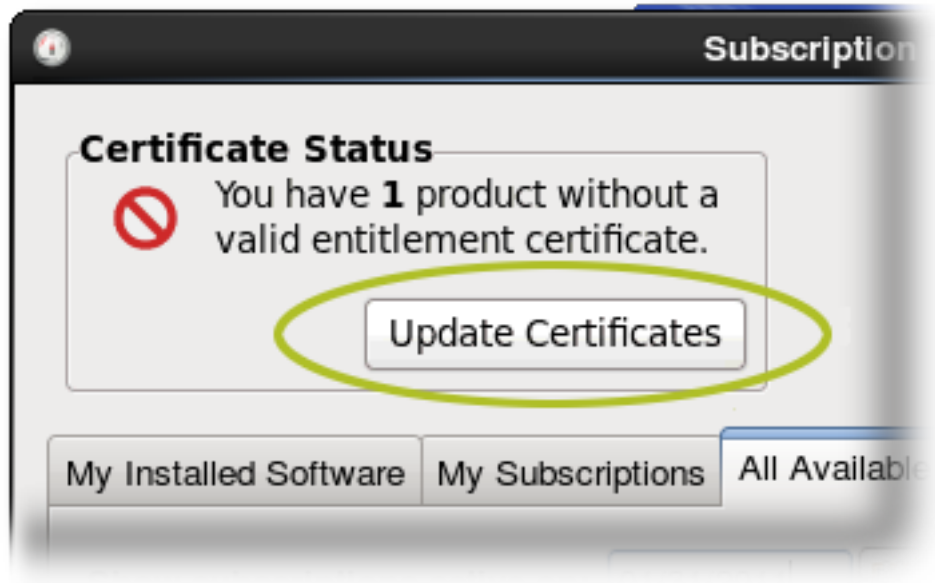 Subscription
Certificate Status
You have 1 product without a
valid entitlement certificate.
Update Certificates
My Installed Software
My Subscriptions
All Available